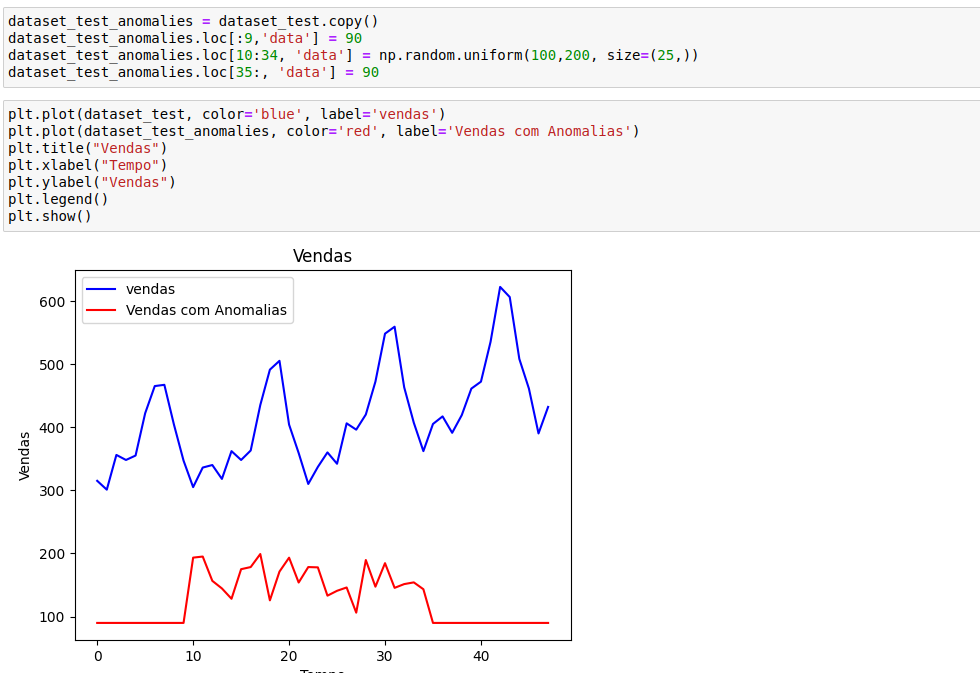 dataset_test_anomalies = dataset_test.copy()
dataset_test_anomalies.loc[:9,'data'] = 90
dataset_test_anomalies.loc[10:34, 'data'] = np.random.uniform(100,200, size=(25,))
dataset_test_anomalies.loc[35:, 'data'] = 90
plt.plot(dataset_test, color='blue', label='vendas')
plt.plot(dataset_test_anomalies, color='red', label='Vendas com Anomalias')
plt.title("Vendas")
plt.xlabel("Tempo")
plt.ylabel("Vendas")
plt.legend()
plt.show()
Vendas
vendas
Vendas com Anomalias
600
500
400
300
200
100
Vendas
0 10 20 30 40
Tempo